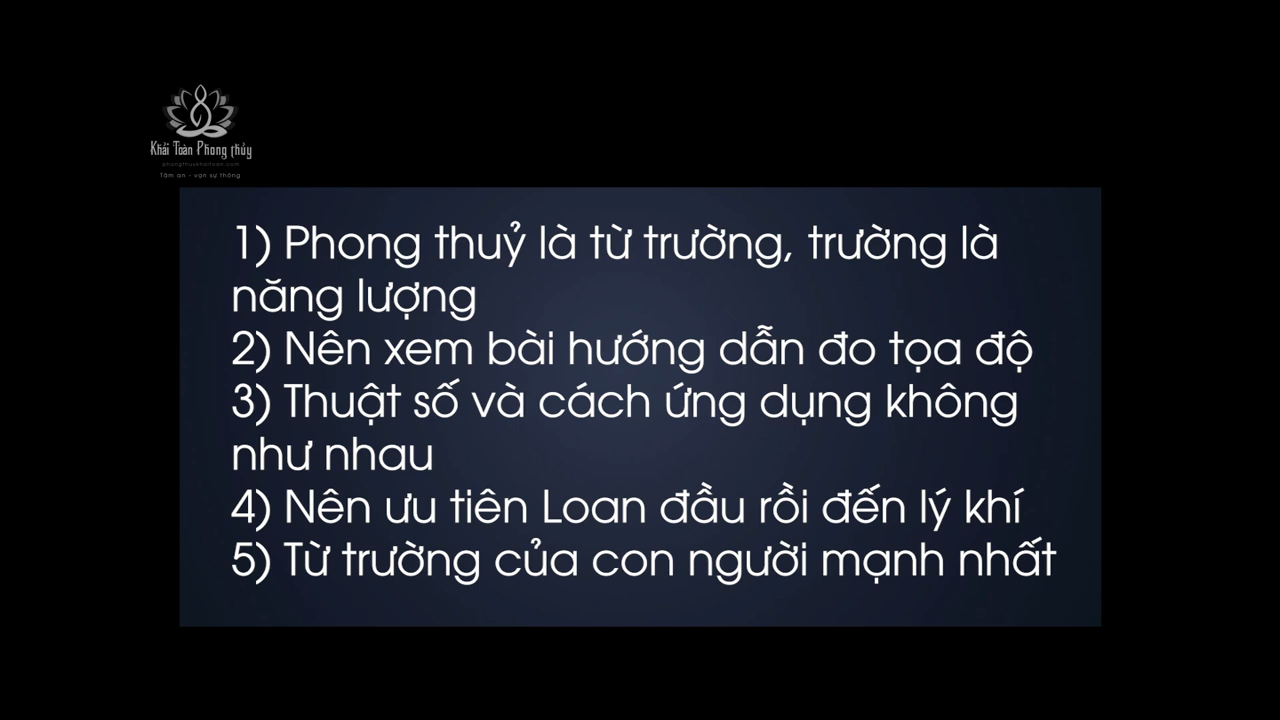 Khải Toàn Phong thủy
phongthuykhaitoan.com
Tâm an - vạn sự thông
1) Phong thuỷ là từ trường, trường là
năng lượng
2) Nên xem bài hướng dẫn đo tọa độ
3) Thuật số và cách ứng dụng không
như nhau
4) Nên ưu tiên Loan đầu rồi đến lý khí
5) Từ trường của con người mạnh nhất